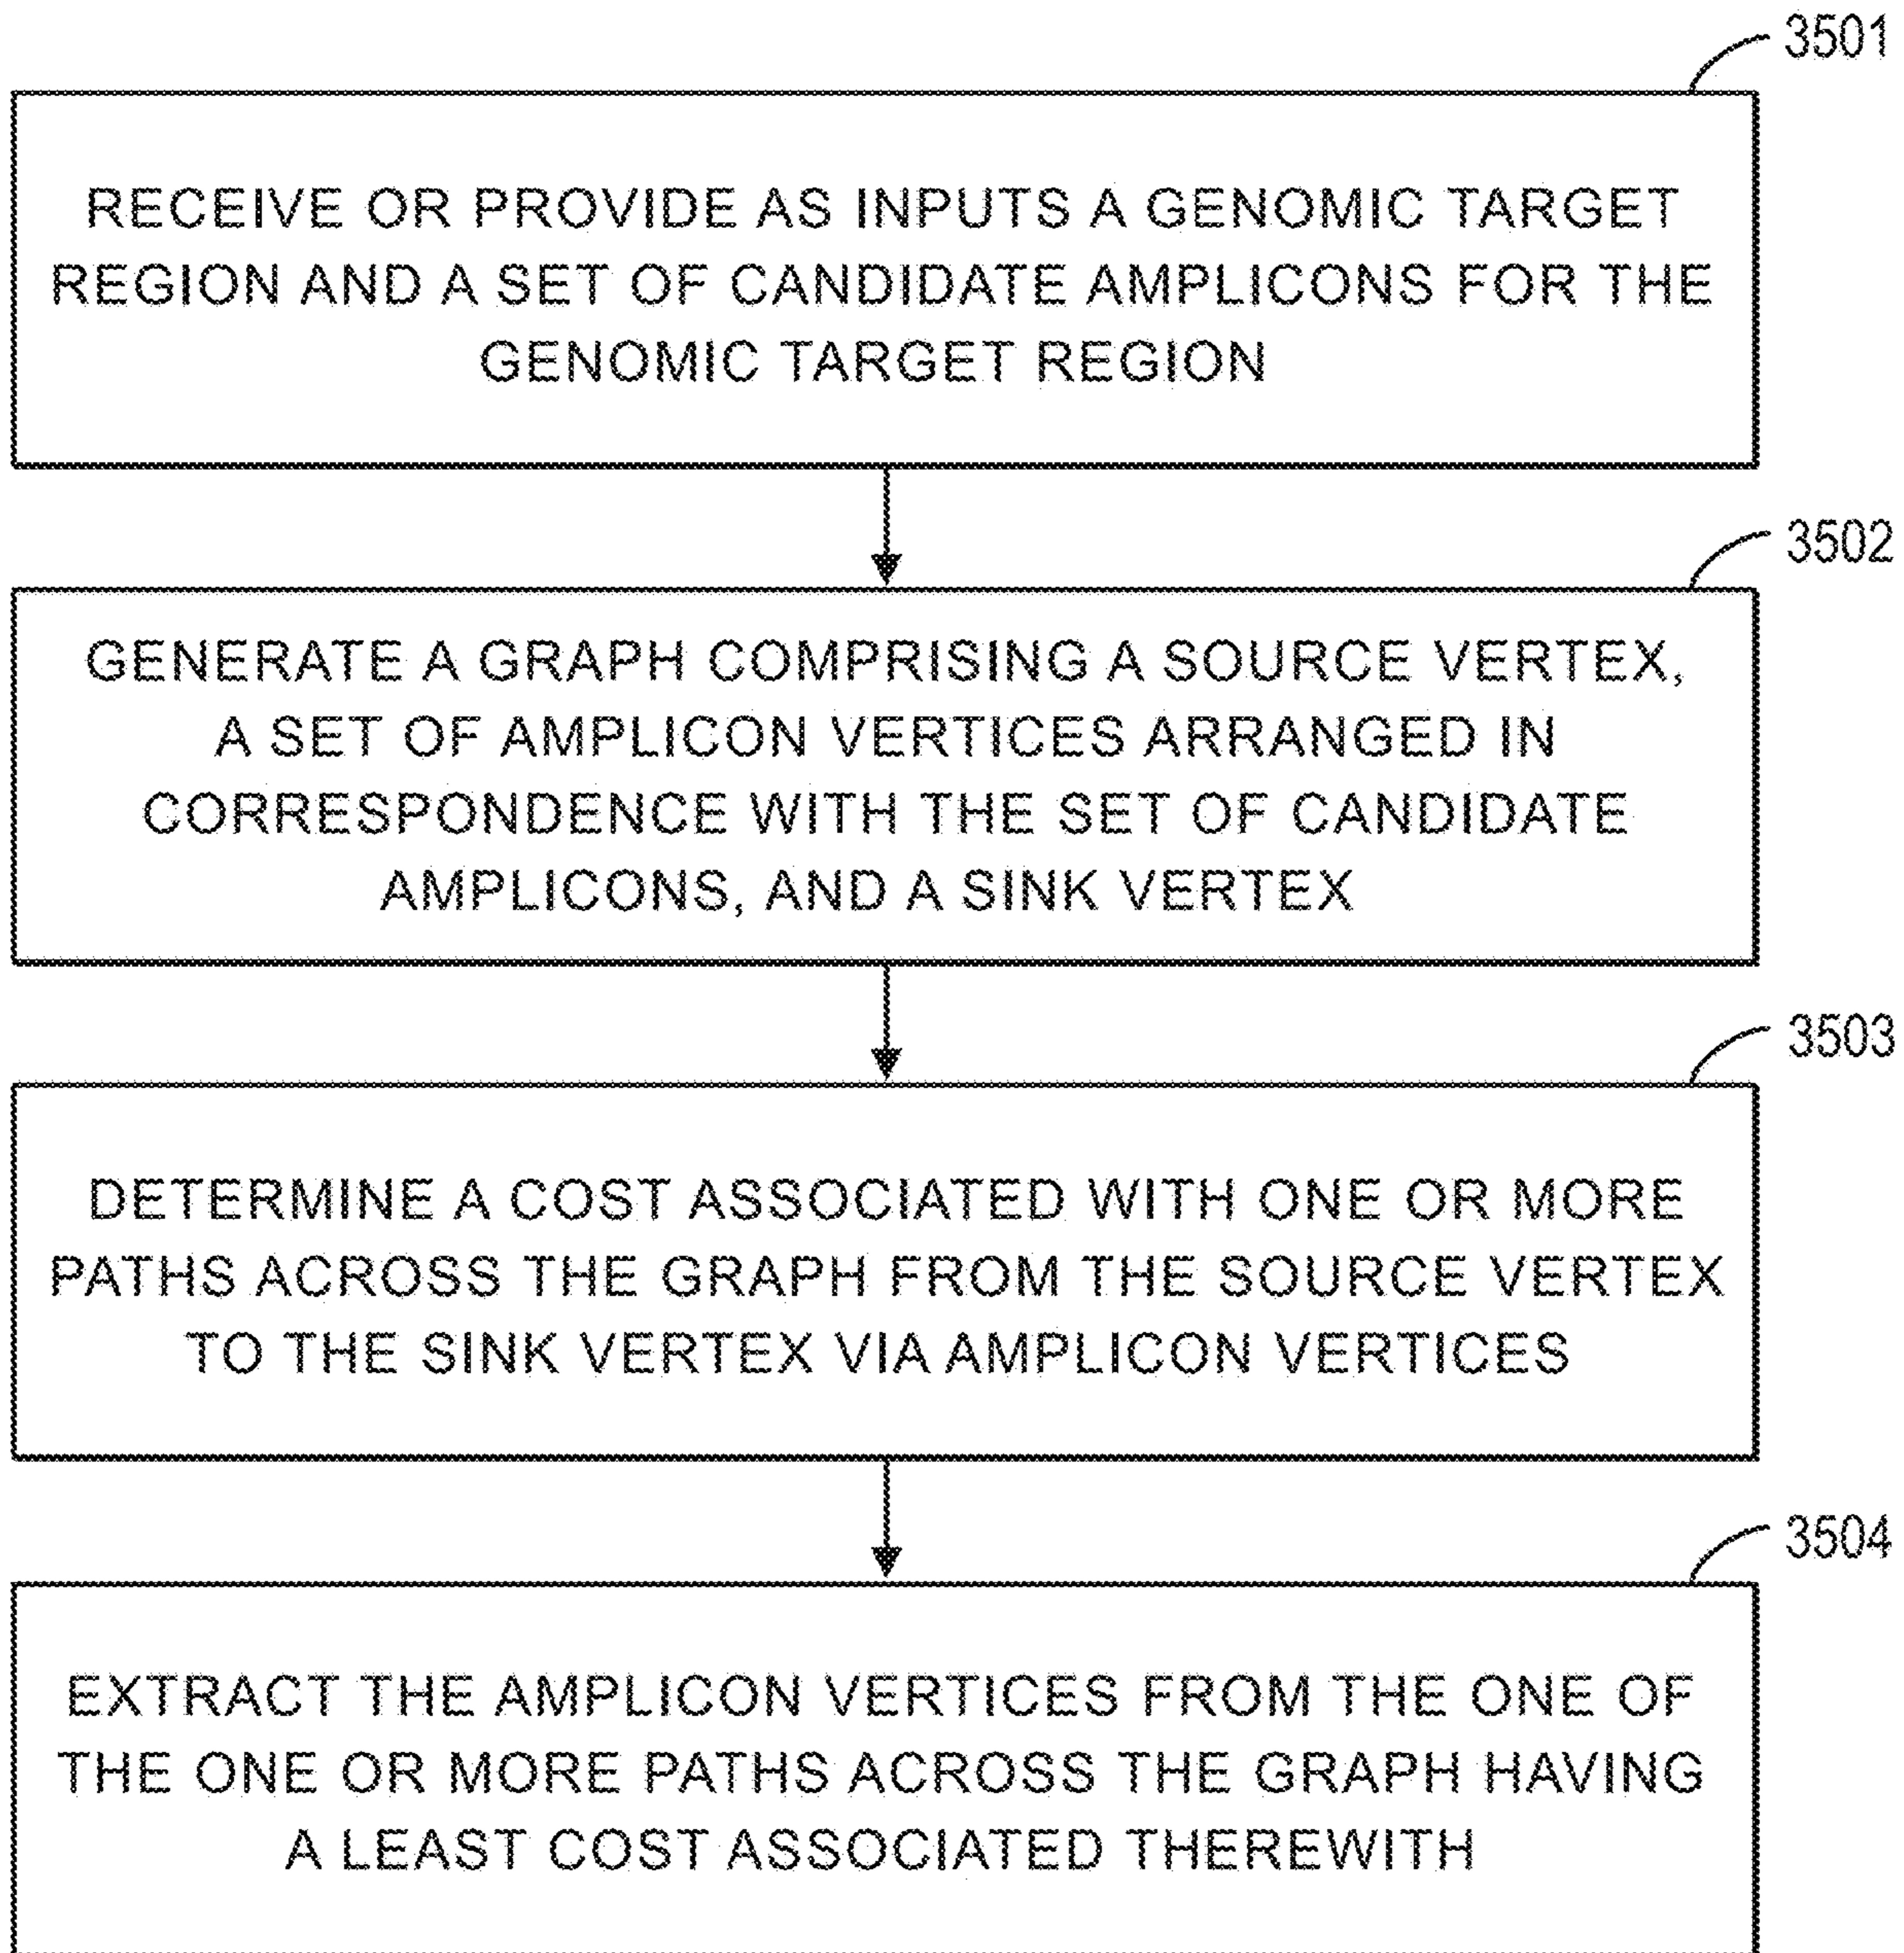 3501
RECEIVE OR PROVIDE AS INPUTS A GENOMIC TARGET
REGION AND A SET OF CANDIDATE AMPLICONS FOR THE
GENOMIC TARGET REGION
3502
GENERATE A GRAPH COMPRISING A SOURCE VERTEX,
A SET OF AMPLICON VERTICES ARRANGED IN
CORRESPONDENCE WITH THE SET OF CANDIDATE
AMPLICONS, AND A SINK VERTEX
3503
DETERMINE A COST ASSOCIATED WITH ONE OR MORE
PATHS ACROSS THE GRAPH FROM THE SOURCE VERTEX
TO THE SINK VERTEX VIA AMPLICON VERTICES
3504
EXTRACT THE AMPLICON VERTICES FROM THE ONE OF
THE ONE OR MORE PATHS ACROSS THE GRAPH HAVING
A LEAST COST ASSOCIATED THEREWITH